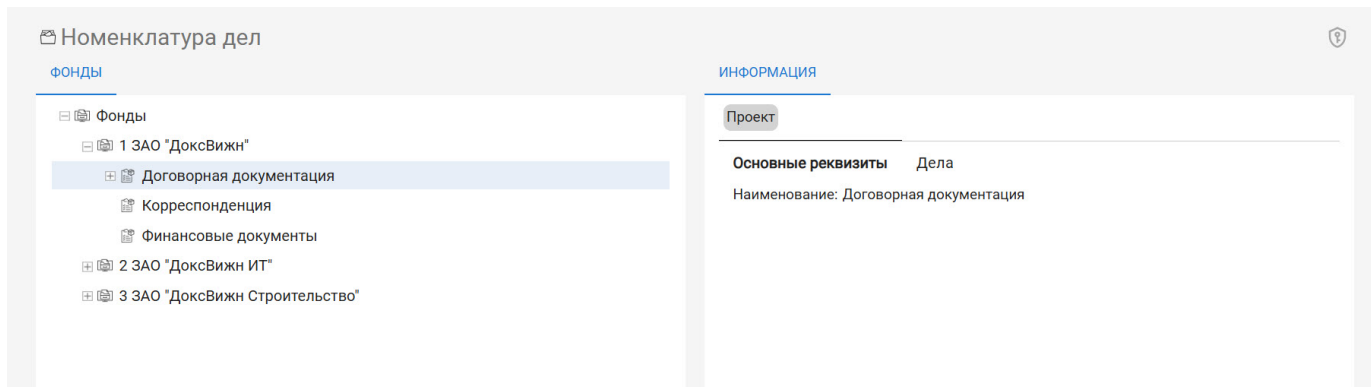 Номенклатура дел
ФОНДЫ
Фонды
1 ЗАО "ДоксВижн"
Договорная документация
Корреспонденция
Финансовые документы
2 ЗАО "ДоксВижн ИТ"
3 ЗАО "ДоксВижн Строительство"
ИНФОРМАЦИЯ
Проект
Основные реквизиты Дела
Наименование: Договорная документация